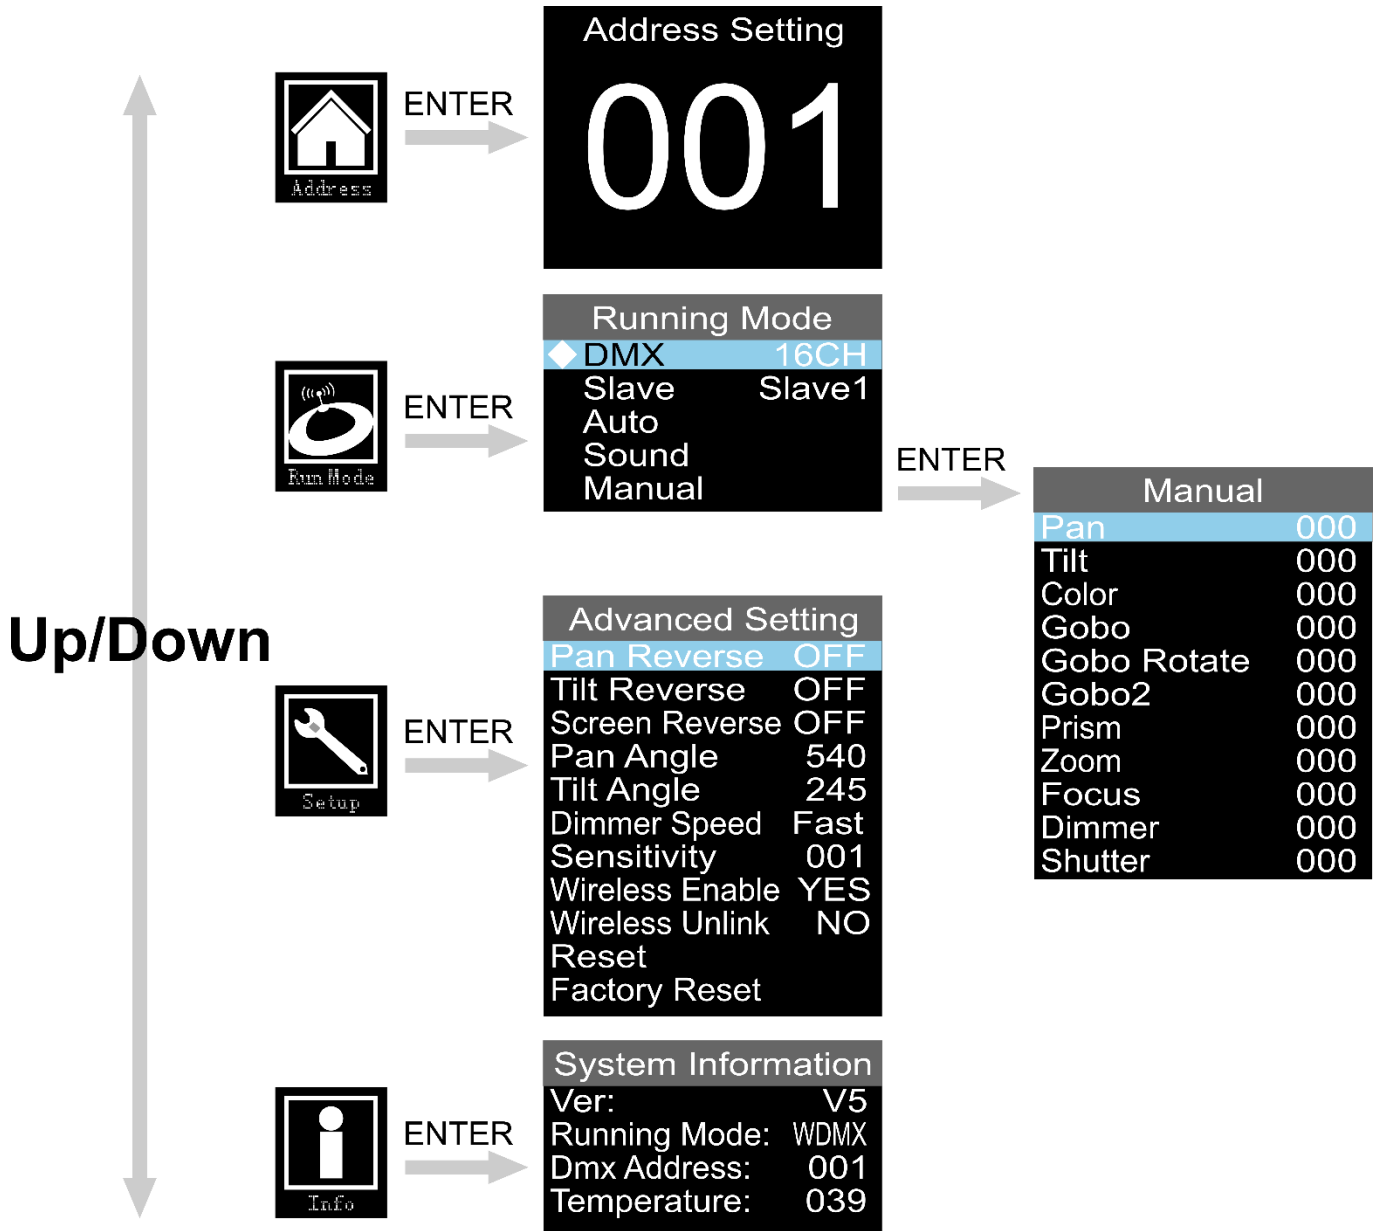 Address Setting
001
ENTER
Address
Running Mode
DMX 16CH
Slave Slave1
Auto
Sound
Manual
ENTER
Run Mode
ENTER
Manual
Pan 000
Tilt 000
Color 000
Gobo 000
Gobo Rotate 000
Gobo2 000
Prism 000
Zoom 000
Focus 000
Dimmer 000
Shutter 000
Up/Down
Advanced Setting
Pan Reverse OFF
Tilt Reverse OFF
Screen Reverse OFF
Pan Angle 540
Tilt Angle 245
Dimmer Speed Fast
Sensitivity 001
Wireless Enable YES
Wireless Unlink NO
Reset
Factory Reset
ENTER
Setup
System Information
Ver: V5
Running Mode: WDMX
Dmx Address: 001
Temperature: 039
ENTER
Info